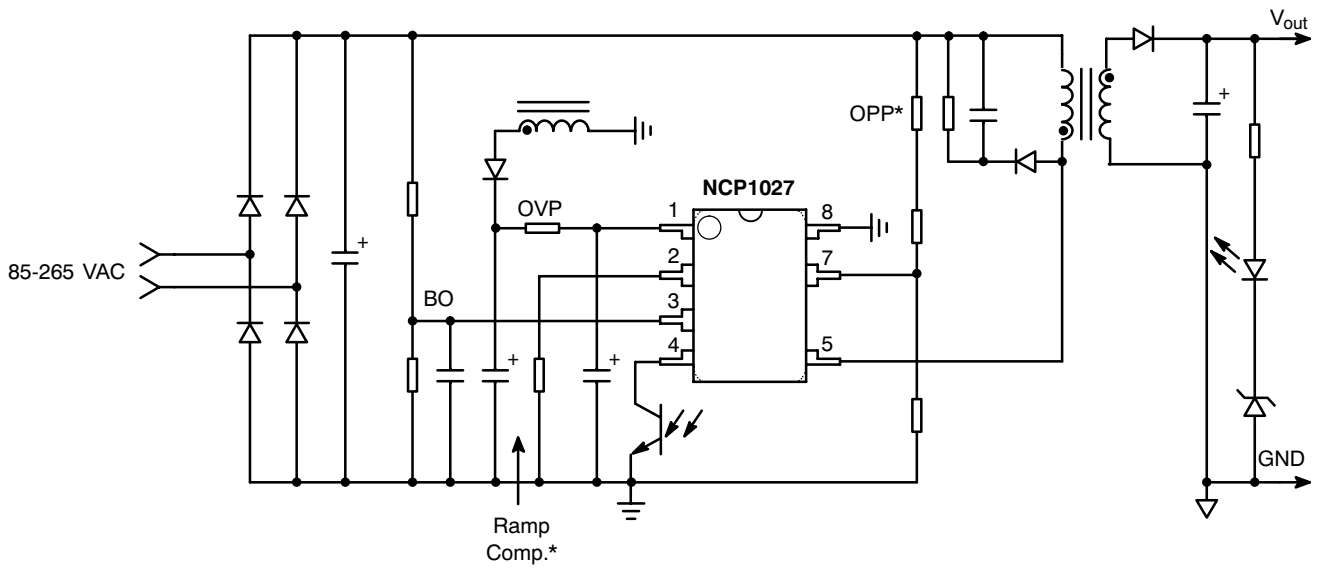 V_out
OPP*
+
+
NCP1027
OVP
1
8
2
7
85-265 VAC
+
BO
3
4
5
+
+
GND
Ramp
Comp.*